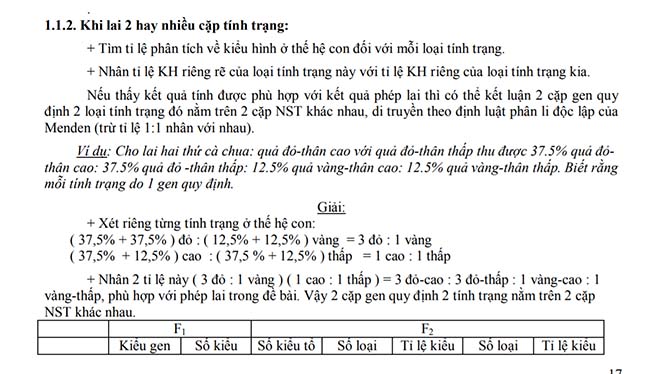 1.1.2. Khi lai 2 hay nhiều cặp tính trạng:
+ Tìm tỉ lệ phân tích về kiểu hình ở thế hệ con đối với mỗi loại tính trạng.
+ Nhân tỉ lệ KH riêng rẽ của loại tính trạng này với tỉ lệ KH riêng của loại tính trạng kia.
Nếu thấy kết quả tính được phù hợp với kết quả phép lai thì có thể kết luận 2 cặp gen quy
định 2 loại tính trạng đó nằm trên 2 cặp NST khác nhau, di truyền theo định luật phân li độc lập của
Menden (trừ tỉ lệ 1:1 nhân với nhau).
Ví dụ: Cho lai hai thứ cà chua: quả đỏ-thân cao với quả đỏ-thân thấp thu được 37.5% quả đỏ-
thân cao: 37.5% quả đỏ -thân thấp: 12.5% quả vàng-thân cao: 12.5% quả vàng-thân thấp. Biết rằng
mỗi tính trạng do 1 gen quy định.
Giải:
+ Xét riêng từng tính trạng ở thế hệ con:
( 37,5% + 37,5% ) đỏ : ( 12,5% + 12,5% ) vàng = 3 đỏ : 1 vàng
( 37,5% + 12,5% ) cao : ( 37,5 % + 12,5% ) thấp = 1 cao : 1 thấp
+ Nhân 2 tỉ lệ này ( 3 đỏ : 1 vàng ) ( 1 cao : 1 thấp ) = 3 đỏ-cao : 3 đỏ-thấp : 1 vàng-cao : 1
vàng-thấp, phù hợp với phép lai trong đề bài. Vậy 2 cặp gen quy định 2 tính trạng nằm trên 2 cặp
NST khác nhau.
F1 F2
Kiểu gen Số kiểu Số kiểu tổ Số loại Tỉ lệ kiểu Số loại Tỉ lệ kiểu